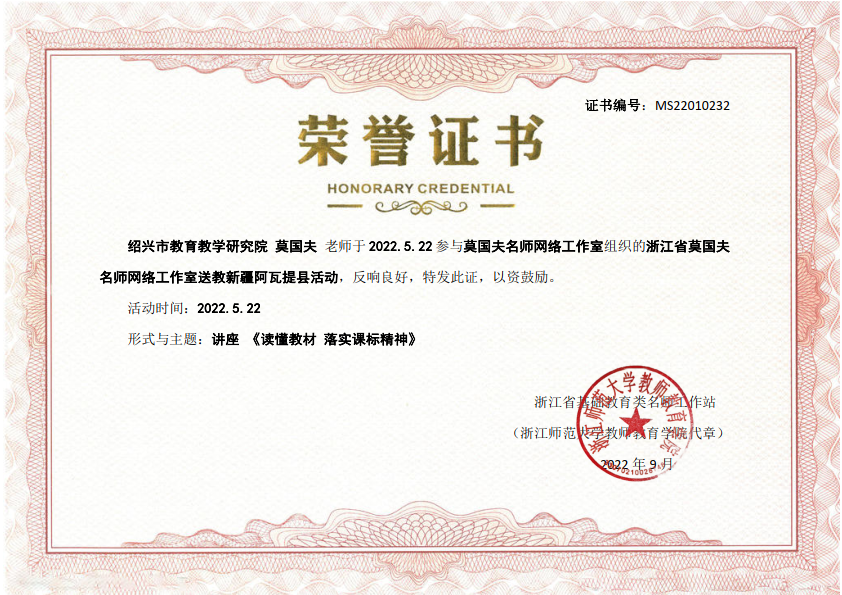 证书编号：MS22010232
荣誉证书
HONORARY CREDENTIAL
绍兴市教育教学研究院 莫国夫 老师于 2022.5.22 参与莫国夫名师网络工作室组织的浙江省莫国夫
名师网络工作室送教新疆阿瓦提县活动，反响良好，特发此证，以资鼓励。
活动时间：2022.5.22
形式与主题：讲座 《读懂教材 落实课标精神》
浙江师范大学教师教育学院
浙江省基础教育类名师工作站
（浙江师范大学教师教育学院代章）
2022 年 9 月